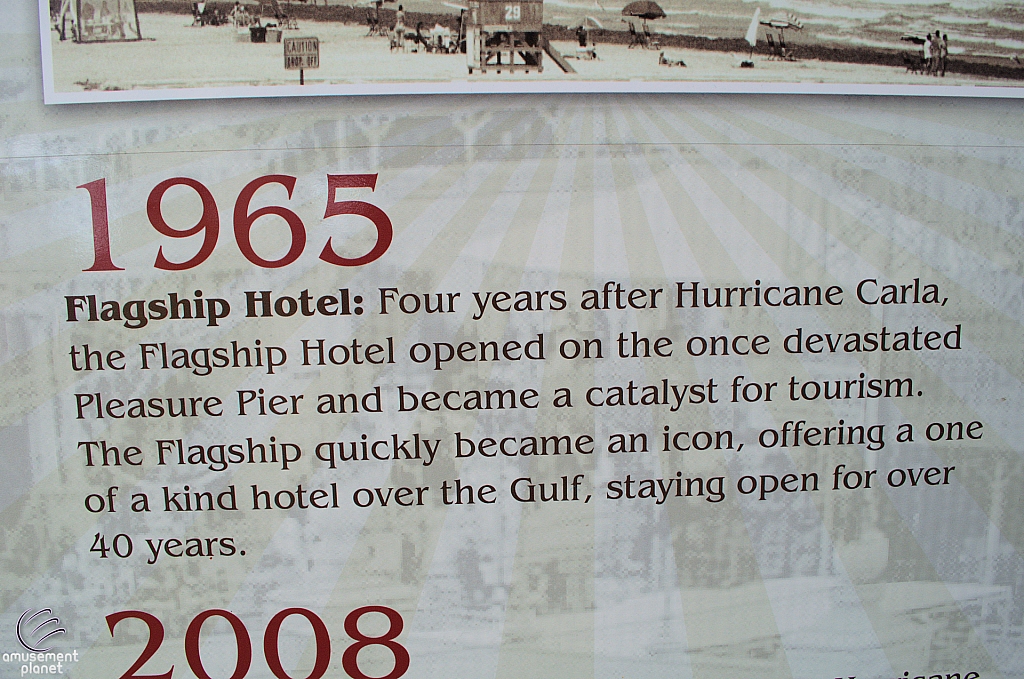 29
CAUTION
DROP OFF
1965
Flagship Hotel: Four years after Hurricane Carla,
the Flagship Hotel opened on the once devastated
Pleasure Pier and became a catalyst for tourism.
The Flagship quickly became an icon, offering a one
of a kind hotel over the Gulf, staying open for over
40 years.
2008
Hurricane
amusement
planet